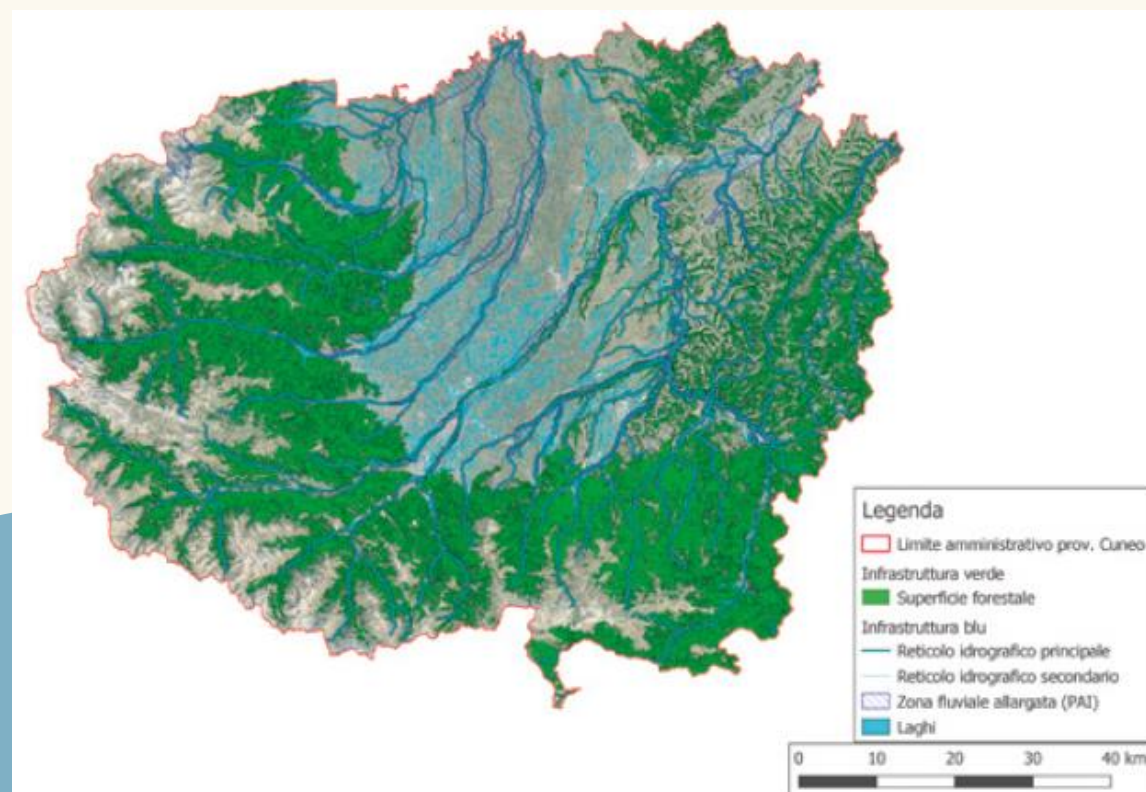 Legenda
Limite amministrativo prov. Cuneo
Infrastruttura verde
Superficie forestale
Infrastruttura blu
Reticolo idrografico principale
Reticolo idrografico secondario
Zona fluviale allargata (PAI)
Laghi
0 10 20 30 40 km